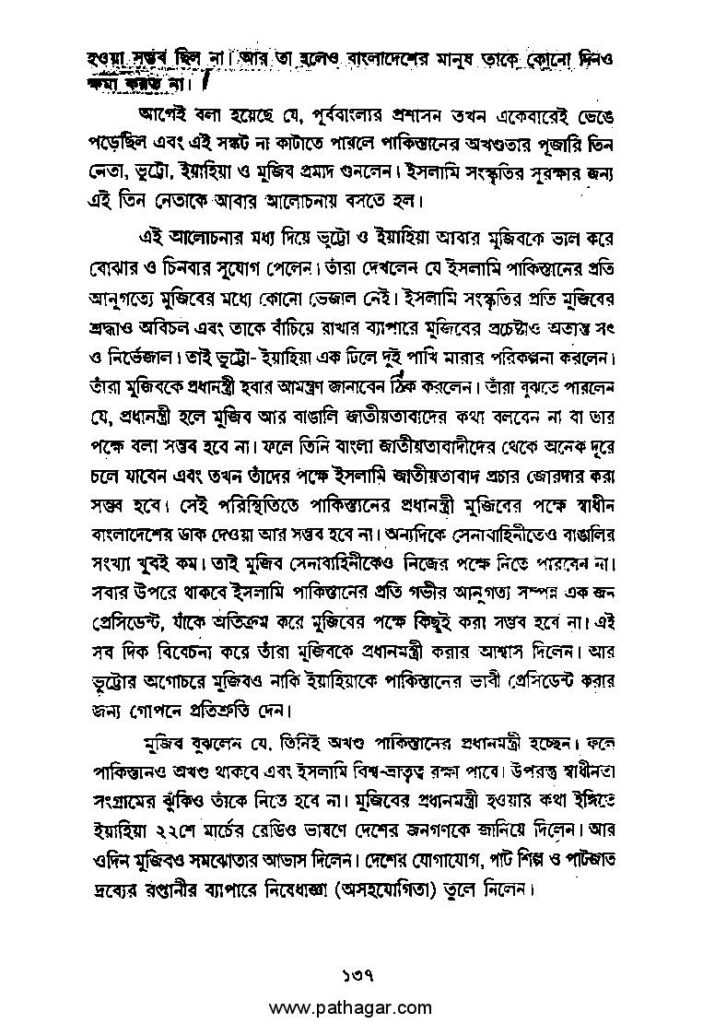 হওয়া সম্ভব ছিল না। আর তা হলেও বাংলাদেশের মানুষ তাকে কোনো দিনও
ক্ষমা করত না।
আগেই বলা হয়েছে যে, পূর্ববাংলার প্রশাসন তখন একেবারেই ভেঙে
পড়েছিল এবং এই সঙ্কট না কাটাতে পারলে পাকিস্তানের অখণ্ডতার পূজারি তিন
নেতা, ভুট্টো, ইয়াহিয়া ও মুজিব প্রমাদ গুনলেন। ইসলামি সংস্কৃতির সুরক্ষার জন্য
এই তিন নেতাকে আবার আলোচনায় বসতে হল।
এই আলোচনার মধ্য দিয়ে ভুট্টো ও ইয়াহিয়া আবার মুজিবকে ভাল করে
বোঝার ও চিনবার সুযোগ পেলেন। তাঁরা দেখলেন যে ইসলামি পাকিস্তানের প্রতি
আনুগত্যে মুজিবের মধ্যে কোনো ভেজাল নেই। ইসলামি সংস্কৃতির প্রতি মুজিবের
শ্রদ্ধাও অবিচল এবং তাকে বাঁচিয়ে রাখার ব্যাপারে মুজিবের প্রচেষ্টাও অত্যন্ত সৎ
ও নির্ভেজাল। তাই ভুট্টো- ইয়াহিয়া এক ঢিলে দুই পাখি মারার পরিকল্পনা করলেন।
তাঁরা মুজিবকে প্রধানন্ত্রী হবার আমন্ত্রণ জানাবেন ঠিক করলেন। তাঁরা বুঝতে পারলেন
যে, প্রধানন্ত্রী হলে মুজিব আর বাঙালি জাতীয়তাবাদের কথা বলবেন না বা তার
পক্ষে বলা সম্ভব হবে না। ফলে তিনি বাংলা জাতীয়তাবাদীদের থেকে অনেক দূরে
চলে যাবেন এবং তখন তাঁদের পক্ষে ইসলামি জাতীয়তাবাদ প্রচার জোরদার করা
সম্ভব হবে। সেই পরিস্থিতিতে পাকিস্তানের প্রধানন্ত্রী মুজিবের পক্ষে স্বাধীন
বাংলাদেশের ডাক দেওয়া আর সম্ভব হবে না। অন্যদিকে সেনাবাহিনীতেও বাঙালির
সংখ্যা খুবই কম। তাই মুজিব সেনাবাহিনীকেও নিজের পক্ষে নিতে পারবেন না।
সবার উপরে থাকবে ইসলামি পাকিস্তানের প্রতি গভীর আনুগত্য সম্পন্ন এক জন
প্রেসিডেন্ট, যাঁকে অতিক্রম করে মুজিবের পক্ষে কিছুই করা সম্ভব হবে না। এই
সব দিক বিবেচনা করে তাঁরা মুজিবকে প্রধানমন্ত্রী করার আশ্বাস দিলেন। আর
ভুট্টোর অগোচরে মুজিবও নাকি ইয়াহিয়াকে পাকিস্তানের ভাবী প্রেসিডেন্ট করার
জন্য গোপনে প্রতিশ্রুতি দেন।
মুজিব বুঝলেন যে, তিনিই অখণ্ড পাকিস্তানের প্রধানমন্ত্রী হচ্ছেন। ফলে
পাকিস্তানও অখণ্ড থাকবে এবং ইসলামি বিশ্ব-ভ্রাতৃত্ব রক্ষা পাবে। উপরন্তু স্বাধীনতা
সংগ্রামের ঝুঁকিও তাঁকে নিতে হবে না। মুজিবের প্রধানমন্ত্রী হওয়ার কথা ইঙ্গিতে
ইয়াহিয়া ২২শে মার্চের রেডিও ভাষণে দেশের জনগণকে জানিয়ে দিলেন। আর
ওদিন মুজিবও সমঝোতার আভাস দিলেন। দেশের যোগাযোগ, পাট শিল্প ও পাটজাত
দ্রব্যের রপ্তানীর ব্যাপারে নিষেধাজ্ঞা (অসহযোগিতা) তুলে নিলেন।
১৩৭
www.pathagar.com